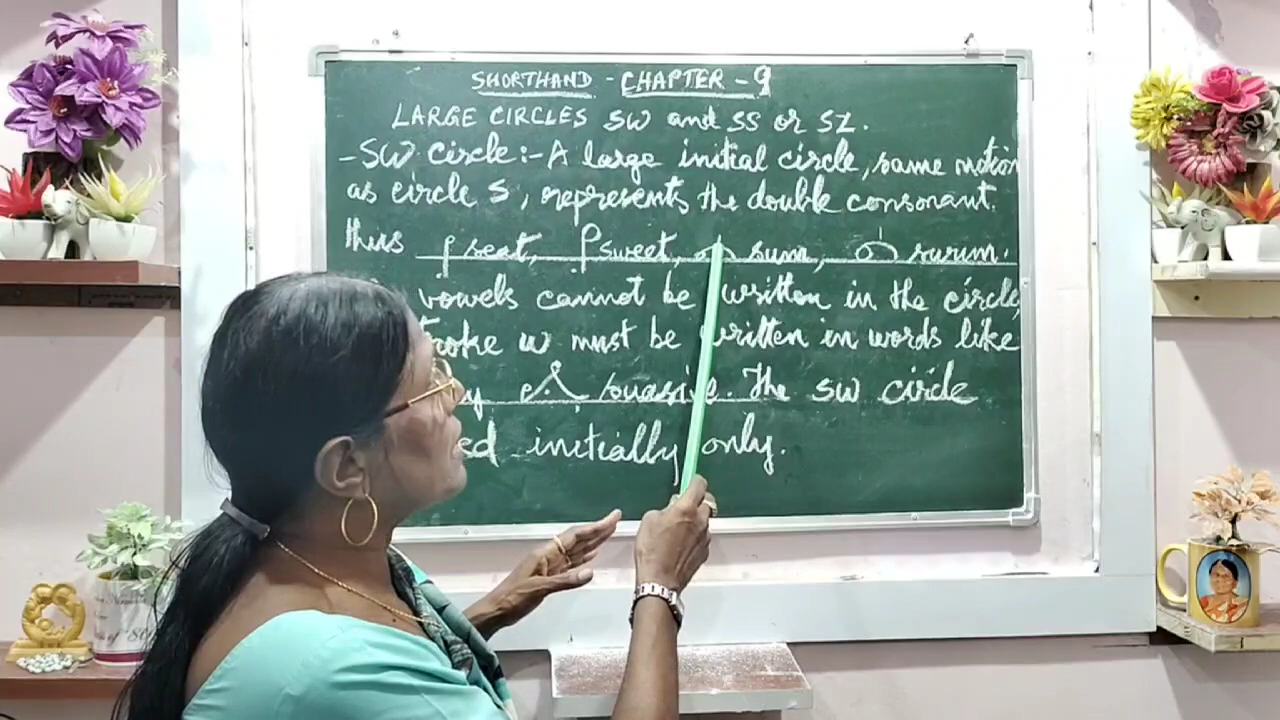 SHORTHAND - CHAPTER - 9
LARGE CIRCLES SW and SS or SZ.
- SW circle:- A large initial circle, same motion
as circle S, represents the double consonant.
thus seat, sweet, sum,
vowels cannot be written in the circle,
w must be written in words like
The SW circle
initially only.